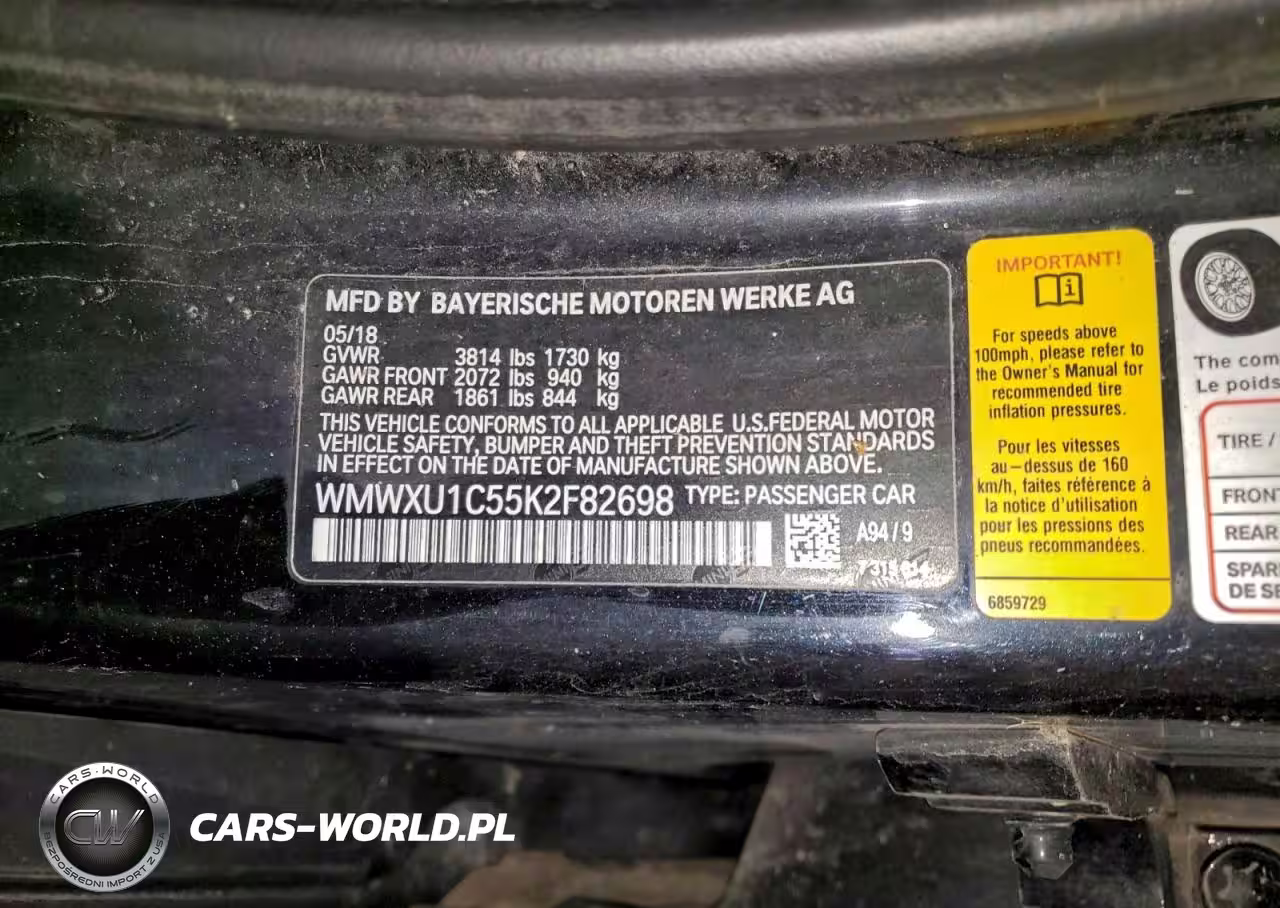 MFD BY BAYERISCHE MOTOREN WERKE AG
05/18
GVWR 3814 lbs 1730 kg
GAWR FRONT 2072 lbs 940 kg
GAWR REAR 1861 lbs 844 kg
THIS VEHICLE CONFORMS TO ALL APPLICABLE U.S.FEDERAL MOTOR
VEHICLE SAFETY, BUMPER AND THEFT PREVENTION STANDARDS
IN EFFECT ON THE DATE OF MANUFACTURE SHOWN ABOVE.
WMWXU1C55K2F82698 TYPE: PASSENGER CAR
A94/9
IMPORTANT!
For speeds above
100mph, please refer to
the Owner's Manual for
recommended tire
inflation pressures.
Pour les vitesses
au-dessus de 160
km/h, faites référence à
la notice d'utilisation
pour les pressions des
pneus recommandées.
6859729
The com
Le poids
TIRE /
FRON
REAR
SPAR
DE SE
CARS-WORLD
CW
BEZPOŚREDNI IMPORT Z USA
CARS-WORLD.PL